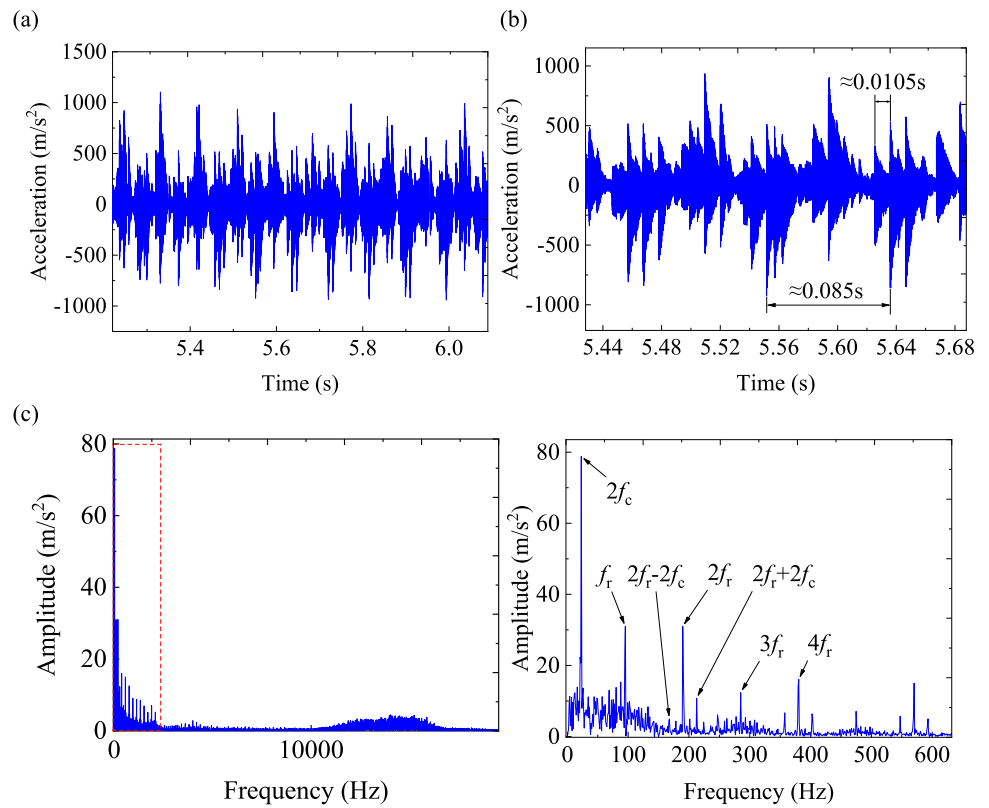 (a)
(b)
1500
1000
500
0
-500
-1000
Acceleration (m/s²)
5.4
5.6
5.8
6.0
Time (s)
1000
500
0
-500
-1000
Acceleration (m/s²)
≈0.0105s
≈0.085s
5.44
5.48
5.52
5.56
5.60
5.64
5.68
Time (s)
(c)
80
60
40
20
0
Amplitude (m/s²)
0
10000
Frequency (Hz)
80
60
40
20
0
Amplitude (m/s²)
2f_c
f_r
2f_r-2f_c
2f_r
2f_r+2f_c
3f_r
4f_r
0
100
200
300
400
500
600
Frequency (Hz)